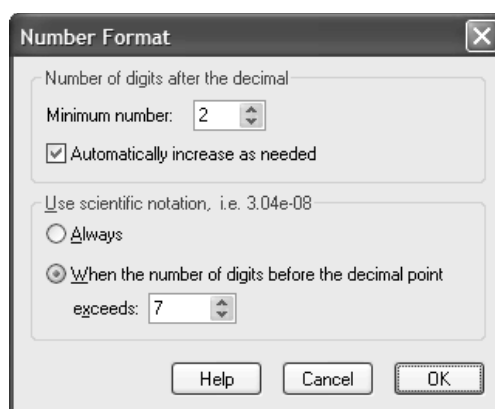 Number Format
Number of digits after the decimal
Minimum number: 2
Automatically increase as needed
Use scientific notation, i.e. 3.04e-08
Always
When the number of digits before the decimal point
exceeds: 7
Help Cancel OK